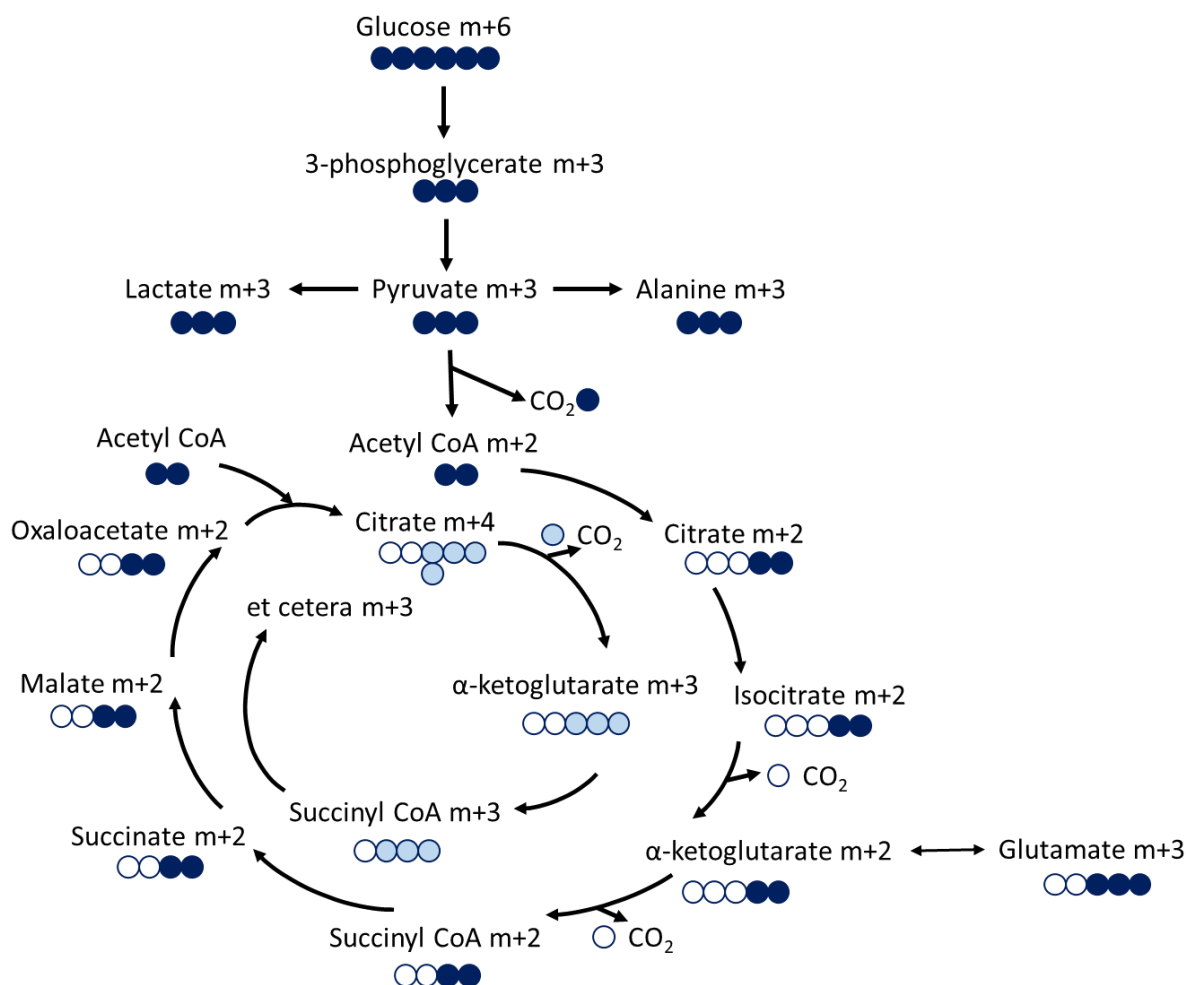 Glucose m+6
3-phosphoglycerate m+3
Lactate m+3
Pyruvate m+3
Alanine m+3
CO₂
Acetyl CoA
Acetyl CoA m+2
Oxaloacetate m+2
Citrate m+4
CO₂
Citrate m+2
et cetera m+3
Malate m+2
α-ketoglutarate m+3
Isocitrate m+2
CO₂
Succinyl CoA m+3
Succinate m+2
α-ketoglutarate m+2
Glutamate m+3
Succinyl CoA m+2
CO₂